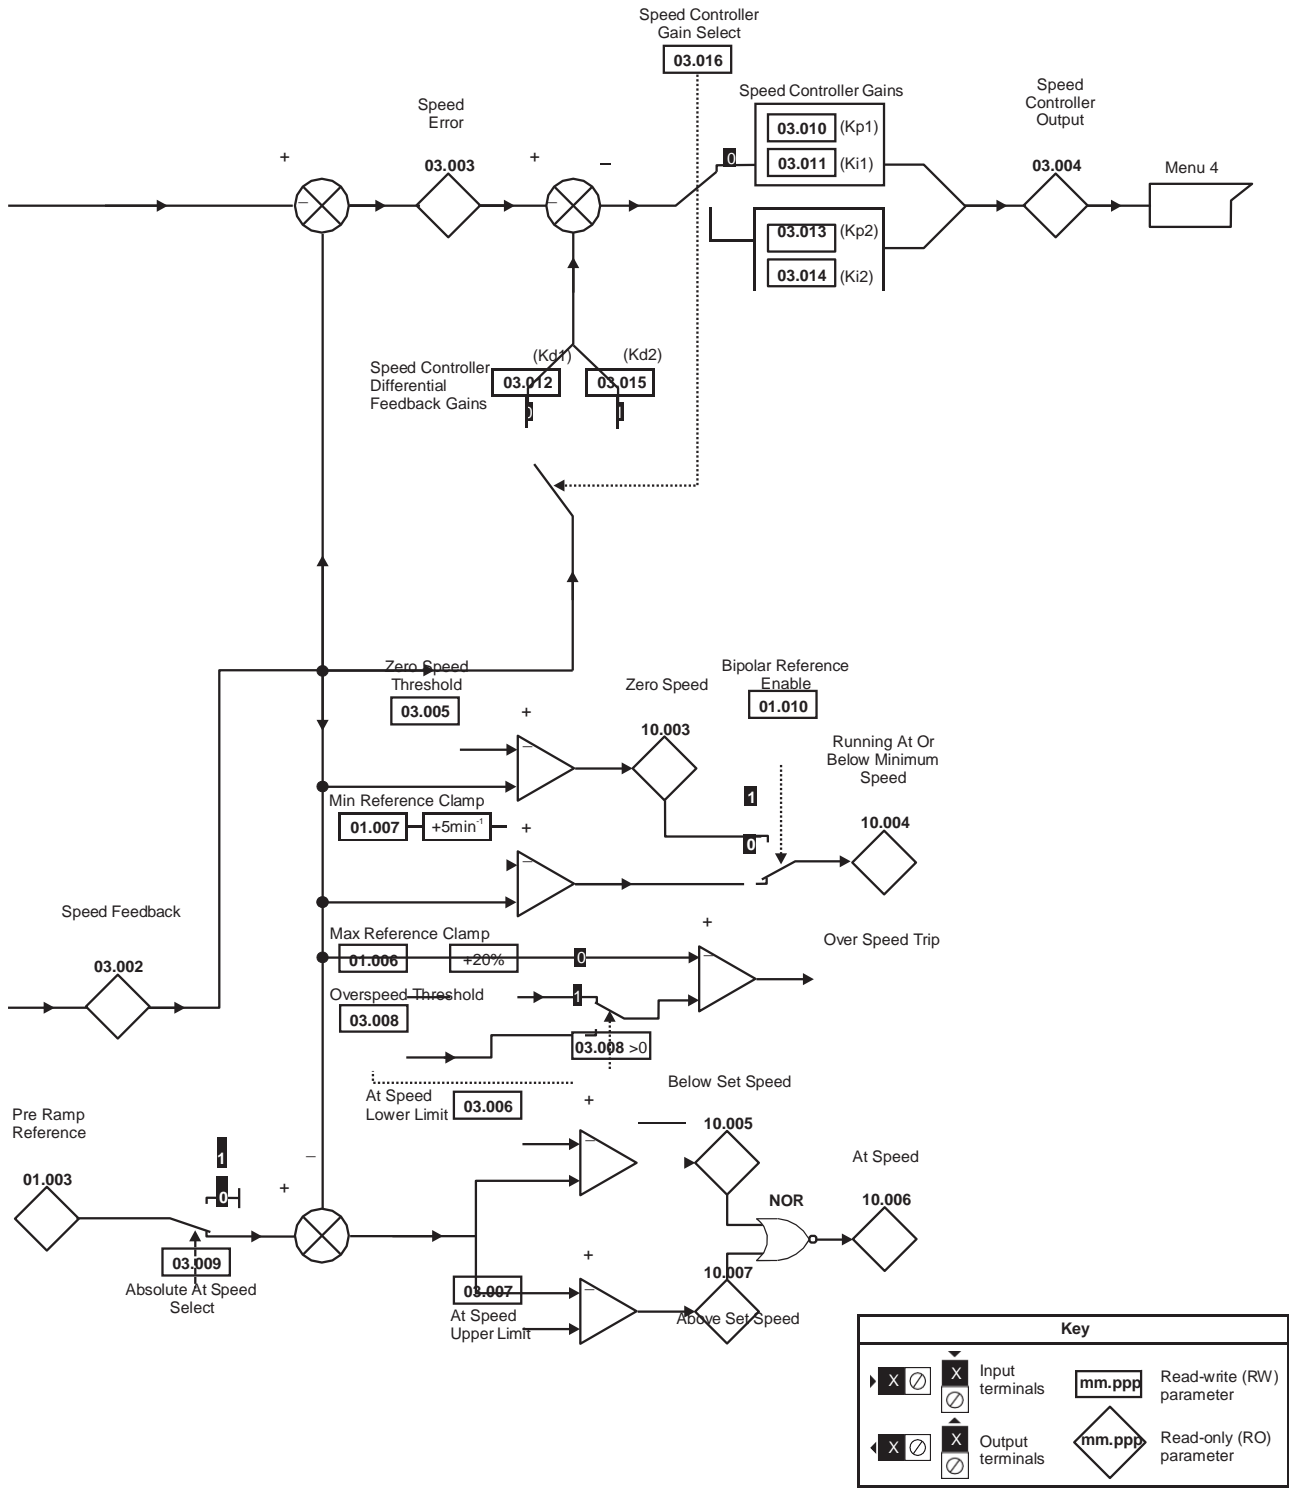 Speed Controller
Gain Select
03.016
Speed
Error
03.003
+
+
−
−
−
0
Speed Controller Gains
03.010 (Kp1)
03.011 (Ki1)
03.013 (Kp2)
03.014 (Ki2)
Speed
Controller
Output
03.004
Menu 4
(Kd1)
(Kd2)
Speed Controller
Differential
Feedback Gains
03.012
03.015
0
1
Zero Speed
Threshold
03.005
+
−
Zero Speed
10.003
Bipolar Reference
Enable
01.010
Running At Or
Below Minimum
Speed
10.004
1
0
Min Reference Clamp
01.007
+5min-1
+
−
Speed Feedback
03.002
Max Reference Clamp
01.006
+20%
0
+
−
Over Speed Trip
Overspeed Threshold
03.008
1
03.008 >0
At Speed
Lower Limit
03.006
+
−
Below Set Speed
10.005
Pre Ramp
Reference
01.003
1
0
−
+
03.009
Absolute At Speed
Select
At Speed
10.006
NOR
03.007
At Speed
Upper Limit
+
−
10.007
Above Set Speed
Key
X
X
Input
terminals
mm.ppp
Read-write (RW)
parameter
X
X
Output
terminals
mm.ppp
Read-only (RO)
parameter